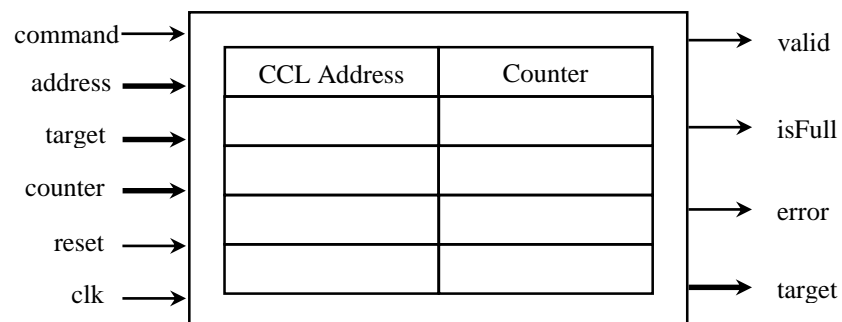 command
address
target
counter
reset
clk
CCL Address
Counter
valid
isFull
error
target